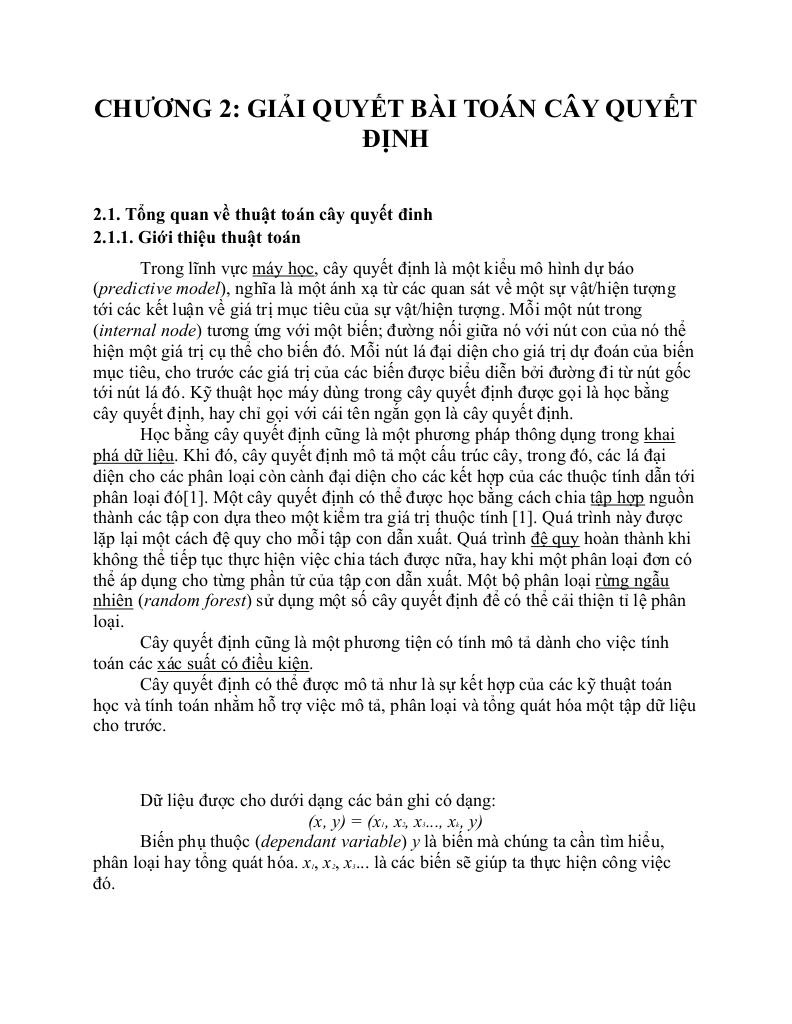 CHƯƠNG 2: GIẢI QUYẾT BÀI TOÁN CÂY QUYẾT
ĐỊNH
2.1. Tổng quan về thuật toán cây quyết đinh
2.1.1. Giới thiệu thuật toán
Trong lĩnh vực máy học, cây quyết định là một kiểu mô hình dự báo
(predictive model), nghĩa là một ánh xạ từ các quan sát về một sự vật/hiện tượng
tới các kết luận về giá trị mục tiêu của sự vật/hiện tượng. Mỗi một nút trong
(internal node) tương ứng với một biến; đường nối giữa nó với nút con của nó thể
hiện một giá trị cụ thể cho biến đó. Mỗi nút lá đại diện cho giá trị dự đoán của biến
mục tiêu, cho trước các giá trị của các biến được biểu diễn bởi đường đi từ nút gốc
tới nút lá đó. Kỹ thuật học máy dùng trong cây quyết định được gọi là học bằng
cây quyết định, hay chỉ gọi với cái tên ngắn gọn là cây quyết định.
Học bằng cây quyết định cũng là một phương pháp thông dụng trong khai
phá dữ liệu. Khi đó, cây quyết định mô tả một cấu trúc cây, trong đó, các lá đại
diện cho các phân loại còn cành đại diện cho các kết hợp của các thuộc tính dẫn tới
phân loại đó[1]. Một cây quyết định có thể được học bằng cách chia tập hợp nguồn
thành các tập con dựa theo một kiểm tra giá trị thuộc tính [1]. Quá trình này được
lặp lại một cách đệ quy cho mỗi tập con dẫn xuất. Quá trình đệ quy hoàn thành khi
không thể tiếp tục thực hiện việc chia tách được nữa, hay khi một phân loại đơn có
thể áp dụng cho từng phần tử của tập con dẫn xuất. Một bộ phân loại rừng ngẫu
nhiên (random forest) sử dụng một số cây quyết định để có thể cải thiện tỉ lệ phân
loại.
Cây quyết định cũng là một phương tiện có tính mô tả dành cho việc tính
toán các xác suất có điều kiện.
Cây quyết định có thể được mô tả như là sự kết hợp của các kỹ thuật toán
học và tính toán nhằm hỗ trợ việc mô tả, phân loại và tổng quát hóa một tập dữ liệu
cho trước.
Dữ liệu được cho dưới dạng các bản ghi có dạng:
(x, y) = (x₁, x₂, x₃..., xₖ, y)
Biến phụ thuộc (dependant variable) y là biến mà chúng ta cần tìm hiểu,
phân loại hay tổng quát hóa. x₁, x₂, x₃... là các biến sẽ giúp ta thực hiện công việc
đó.